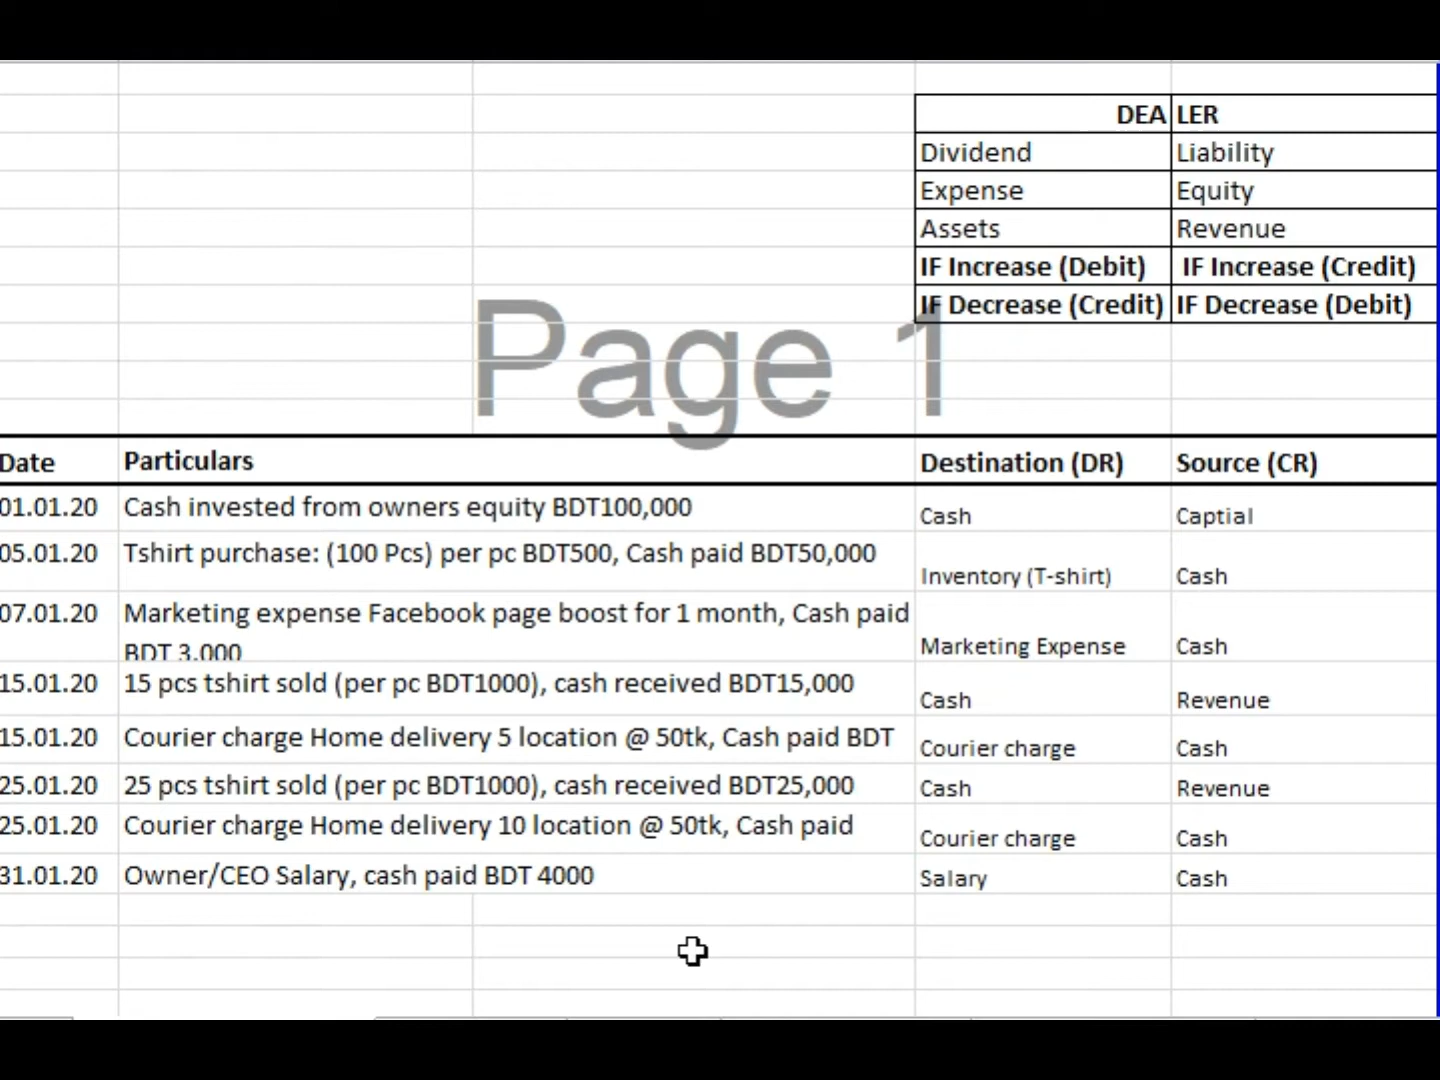 DEA LER
Dividend Liability
Expense Equity
Assets Revenue
IF Increase (Debit) IF Increase (Credit)
IF Decrease (Credit) IF Decrease (Debit)
Page 1
Date Particulars Destination (DR) Source (CR)
01.01.20 Cash invested from owners equity BDT100,000 Cash Captial
05.01.20 Tshirt purchase: (100 Pcs) per pc BDT500, Cash paid BDT50,000 Inventory (T-shirt) Cash
07.01.20 Marketing expense Facebook page boost for 1 month, Cash paid
BDT 3,000 Marketing Expense Cash
15.01.20 15 pcs tshirt sold (per pc BDT1000), cash received BDT15,000 Cash Revenue
15.01.20 Courier charge Home delivery 5 location @ 50tk, Cash paid BDT Courier charge Cash
25.01.20 25 pcs tshirt sold (per pc BDT1000), cash received BDT25,000 Cash Revenue
25.01.20 Courier charge Home delivery 10 location @ 50tk, Cash paid Courier charge Cash
31.01.20 Owner/CEO Salary, cash paid BDT 4000 Salary Cash